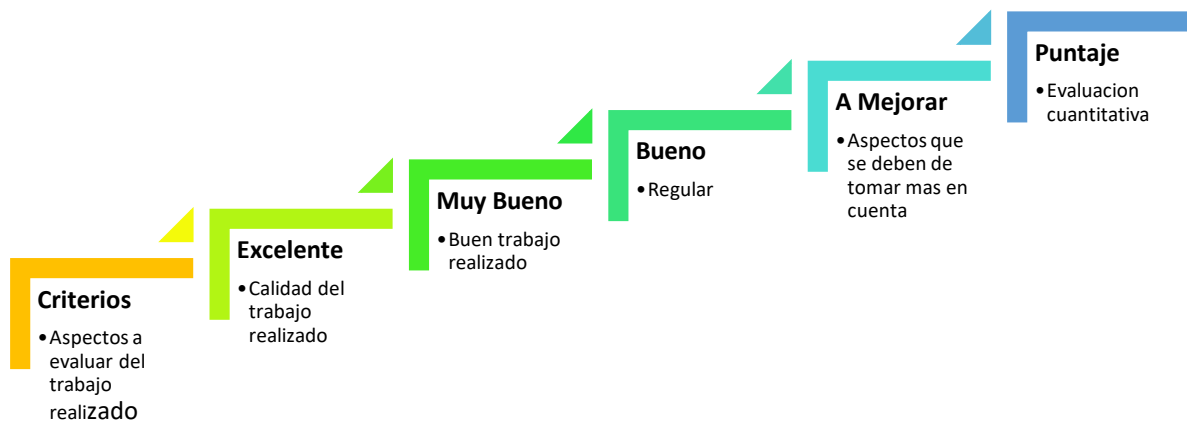 Criterios
•Aspectos a
evaluar del
trabajo
realizado
Excelente
•Calidad del
trabajo
realizado
Muy Bueno
•Buen trabajo
realizado
Bueno
•Regular
A Mejorar
•Aspectos que
se deben de
tomar mas en
cuenta
Puntaje
•Evaluacion
cuantitativa